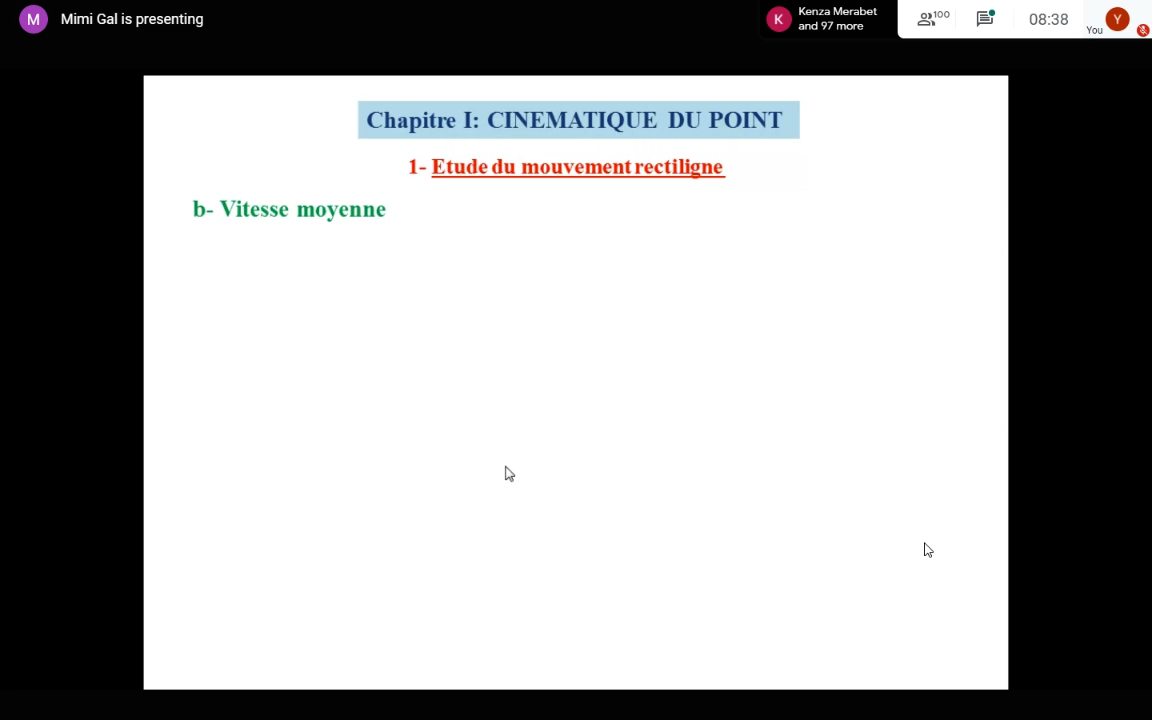 M Mimi Gal is presenting
K Kenza Merabet
and 97 more
100
08:38
You
Y
Chapitre I: CINEMATIQUE DU POINT
1- Etude du mouvement rectiligne
b- Vitesse moyenne